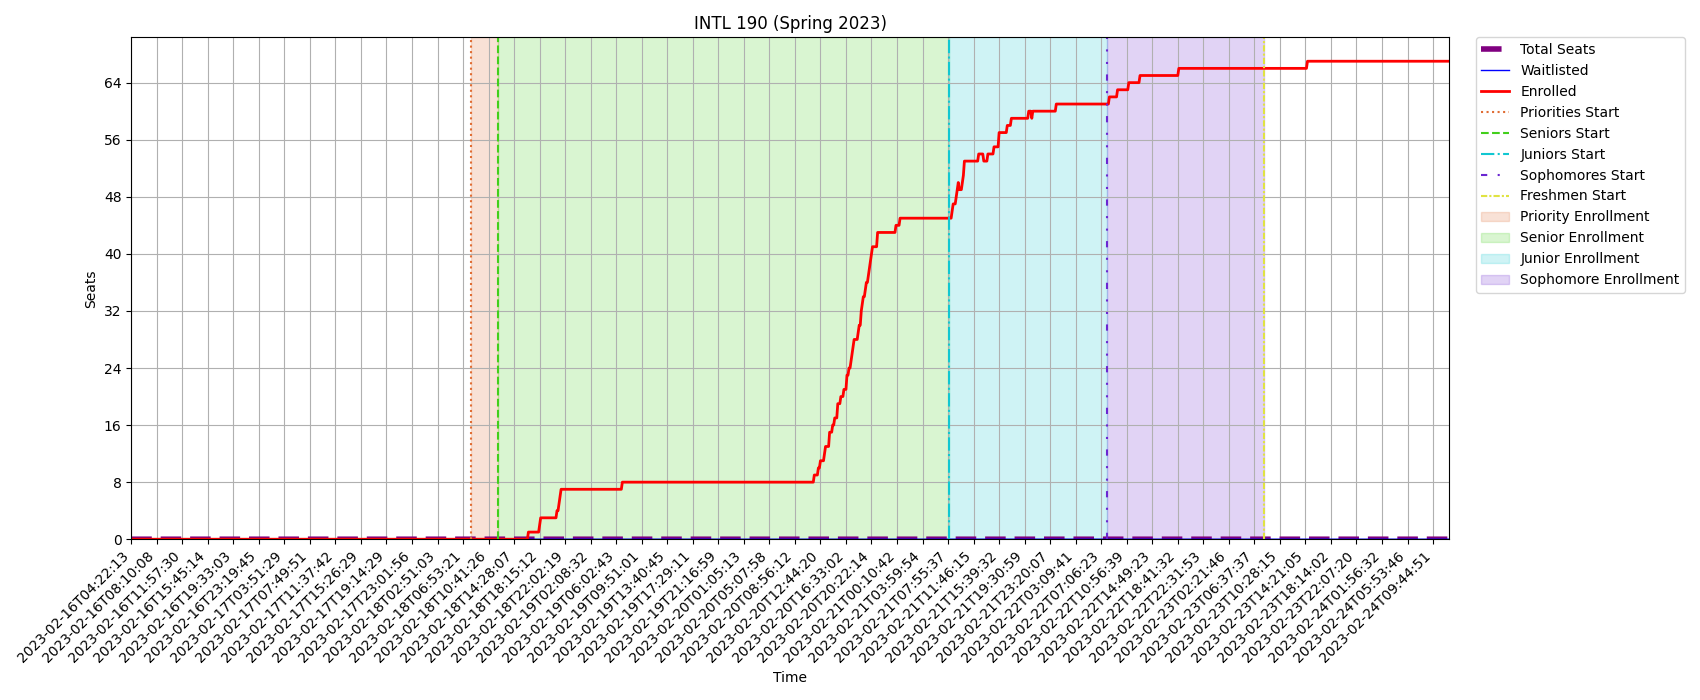 INTL 190 (Spring 2023)
Total Seats
Waitlisted
Enrolled
Priorities Start
Seniors Start
Juniors Start
Sophomores Start
Freshmen Start
Priority Enrollment
Senior Enrollment
Junior Enrollment
Sophomore Enrollment
Seats
64
56
48
40
32
24
16
8
0
2023-02-16T04:22:13
2023-02-16T08:10:08
2023-02-16T11:57:30
2023-02-16T15:45:14
2023-02-16T19:33:03
2023-02-16T23:19:45
2023-02-17T03:51:29
2023-02-17T07:49:51
2023-02-17T11:37:42
2023-02-17T15:26:29
2023-02-17T19:14:29
2023-02-17T23:01:56
2023-02-18T02:51:03
2023-02-18T06:53:21
2023-02-18T10:41:26
2023-02-18T14:28:07
2023-02-18T18:15:12
2023-02-18T22:02:19
2023-02-19T02:08:32
2023-02-19T06:02:43
2023-02-19T09:51:01
2023-02-19T13:40:45
2023-02-19T17:29:11
2023-02-19T21:16:59
2023-02-20T01:05:13
2023-02-20T05:07:58
2023-02-20T08:56:12
2023-02-20T12:44:20
2023-02-20T16:33:02
2023-02-20T20:22:14
2023-02-21T00:10:42
2023-02-21T03:59:54
2023-02-21T07:55:37
2023-02-21T11:46:15
2023-02-21T15:39:32
2023-02-21T19:30:59
2023-02-21T23:20:07
2023-02-22T03:09:41
2023-02-22T07:06:23
2023-02-22T10:56:39
2023-02-22T14:49:23
2023-02-22T18:41:32
2023-02-22T22:31:53
2023-02-23T02:21:46
2023-02-23T06:37:37
2023-02-23T10:28:15
2023-02-23T14:21:05
2023-02-23T18:14:02
2023-02-23T22:07:20
2023-02-24T01:56:32
2023-02-24T05:53:46
2023-02-24T09:44:51
Time